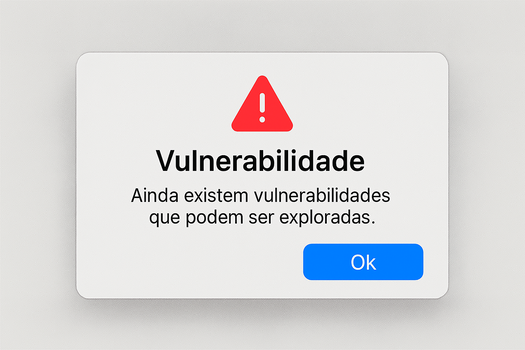 Vulnerabilidade
Ainda existem vulnerabilidades
que podem ser exploradas.
Ok